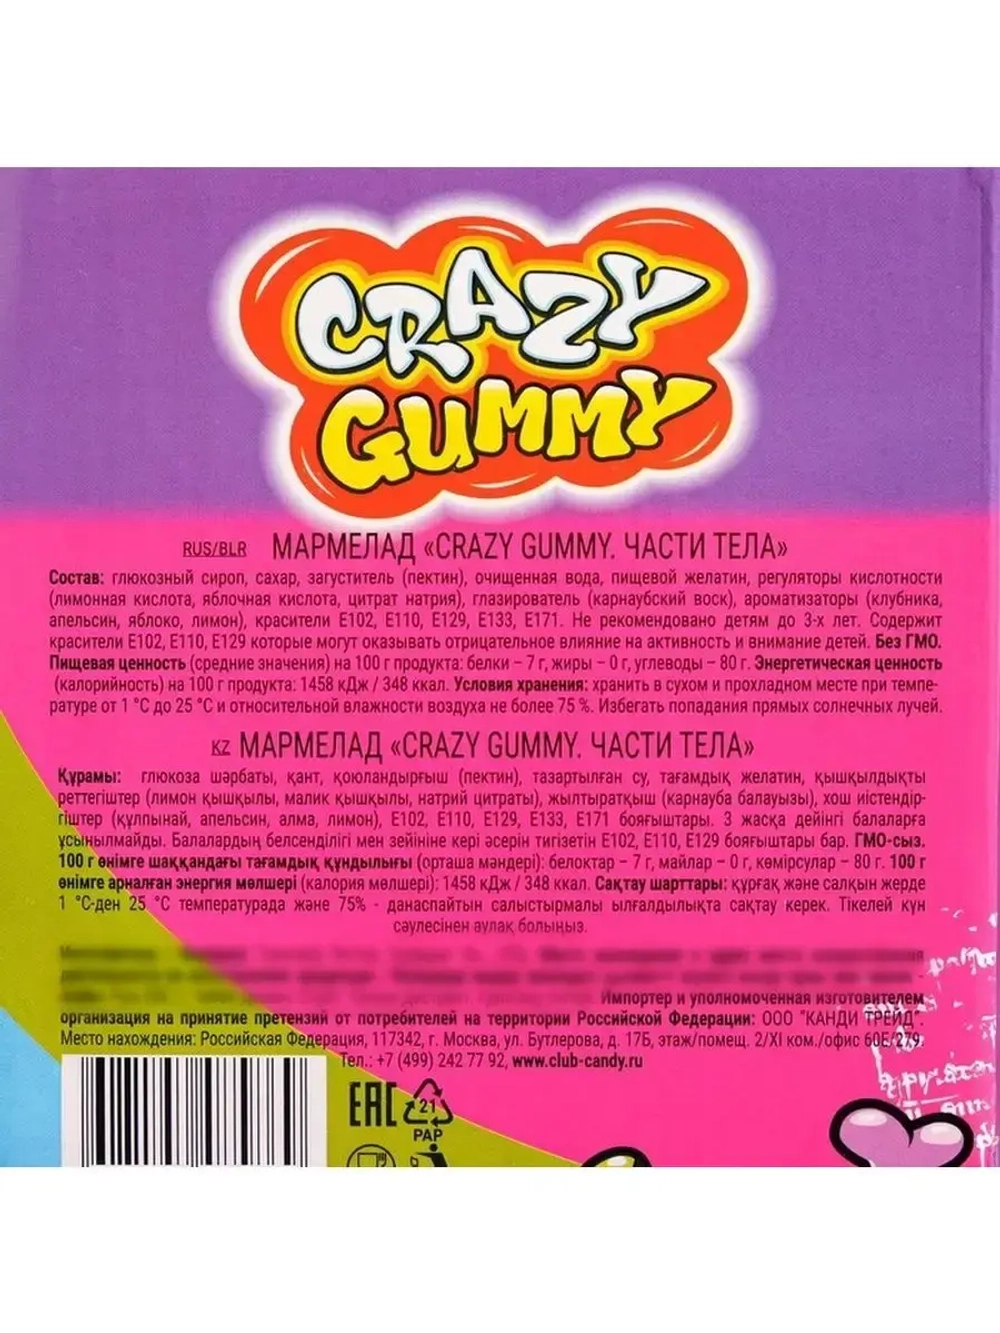 CRAZY
GUMMY
RUS/BLR МАРМЕЛАД «CRAZY GUMMY. ЧАСТИ ТЕЛА»
Состав: глюкозный сироп, сахар, загуститель (пектин), очищенная вода, пищевой желатин, регуляторы кислотности
(лимонная кислота, яблочная кислота, цитрат натрия), глазирователь (карнаубский воск), ароматизаторы (клубника,
апельсин, яблоко, лимон), красители Е102, Е110, Е129, Е133, Е171. Не рекомендовано детям до 3-х лет. Содержит
красители Е102, Е110, Е129 которые могут оказывать отрицательное влияние на активность и внимание детей. Без ГМО.
Пищевая ценность (средние значения) на 100 г продукта: белки – 7 г, жиры – 0 г, углеводы – 80 г. Энергетическая ценность
(калорийность) на 100 г продукта: 1458 кДж / 348 ккал. Условия хранения: хранить в сухом и прохладном месте при темпе-
ратуре от 1 °C до 25 °C и относительной влажности воздуха не более 75 %. Избегать попадания прямых солнечных лучей.
KZ МАРМЕЛАД «CRAZY GUMMY. ЧАСТИ ТЕЛА»
Құрамы: глюкоза шәрбаты, қант, қоюландырғыш (пектин), тазартылған су, тағамдық желатин, қышқылдықты
реттегіштер (лимон қышқылы, малик қышқылы, натрий цитраты), жылтыратқыш (карнауба балауызы), хош иістендір-
гіштер (құлпынай, апельсин, алма, лимон), Е102, Е110, Е129, Е133, Е171 бояғыштары. 3 жасқа дейінгі балаларға
ұсынылмайды. Балалардың белсенділігі мен зейініне кері әсерін тигізетін Е102, Е110, Е129 бояғыштары бар. ГМО-сыз.
100 г өнімге шаққандағы тағамдық құндылығы (орташа мәндері): белоктар – 7 г, майлар – 0 г, көмірсулар – 80 г. 100 г
өнімге арналған энергия мөлшері (калория мөлшері): 1458 кДж / 348 ккал. Сақтау шарттары: құрғақ және салқын жерде
1 °C-ден 25 °C температурада және 75% - данаспайтын салыстырмалы ылғалдылықта сақтау керек. Тікелей күн
сәулесінен аулақ болыңыз.
Импортер и уполномоченная изготовителем
организация на принятие претензий от потребителей на территории Российской Федерации: ООО "КАНДИ ТРЕЙД".
Место нахождения: Российская Федерация, 117342, г. Москва, ул. Бутлерова, д. 17Б, этаж/помещ. 2/XI ком./офис 60Е/279.
Тел.: +7 (499) 242 77 92, www.club-candy.ru
EAC
21
PAP